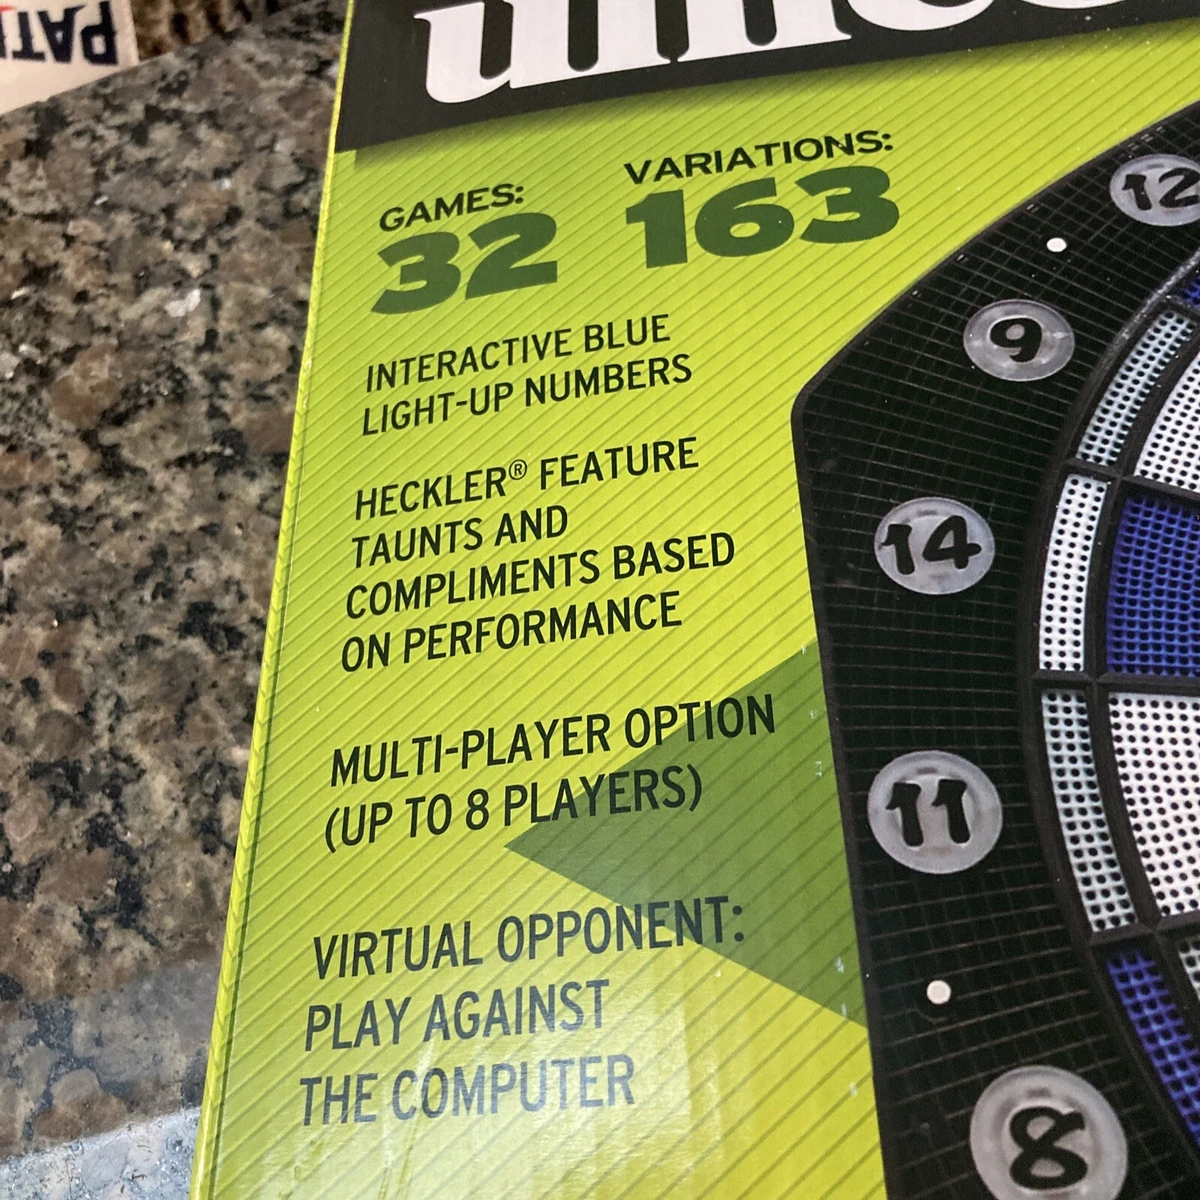 GAMES:
32
VARIATIONS:
163
INTERACTIVE BLUE
LIGHT-UP NUMBERS
HECKLER® FEATURE
TAUNTS AND
COMPLIMENTS BASED
ON PERFORMANCE
MULTI-PLAYER OPTION
(UP TO 8 PLAYERS)
VIRTUAL OPPONENT:
PLAY AGAINST
THE COMPUTER
12
9
14
11
8